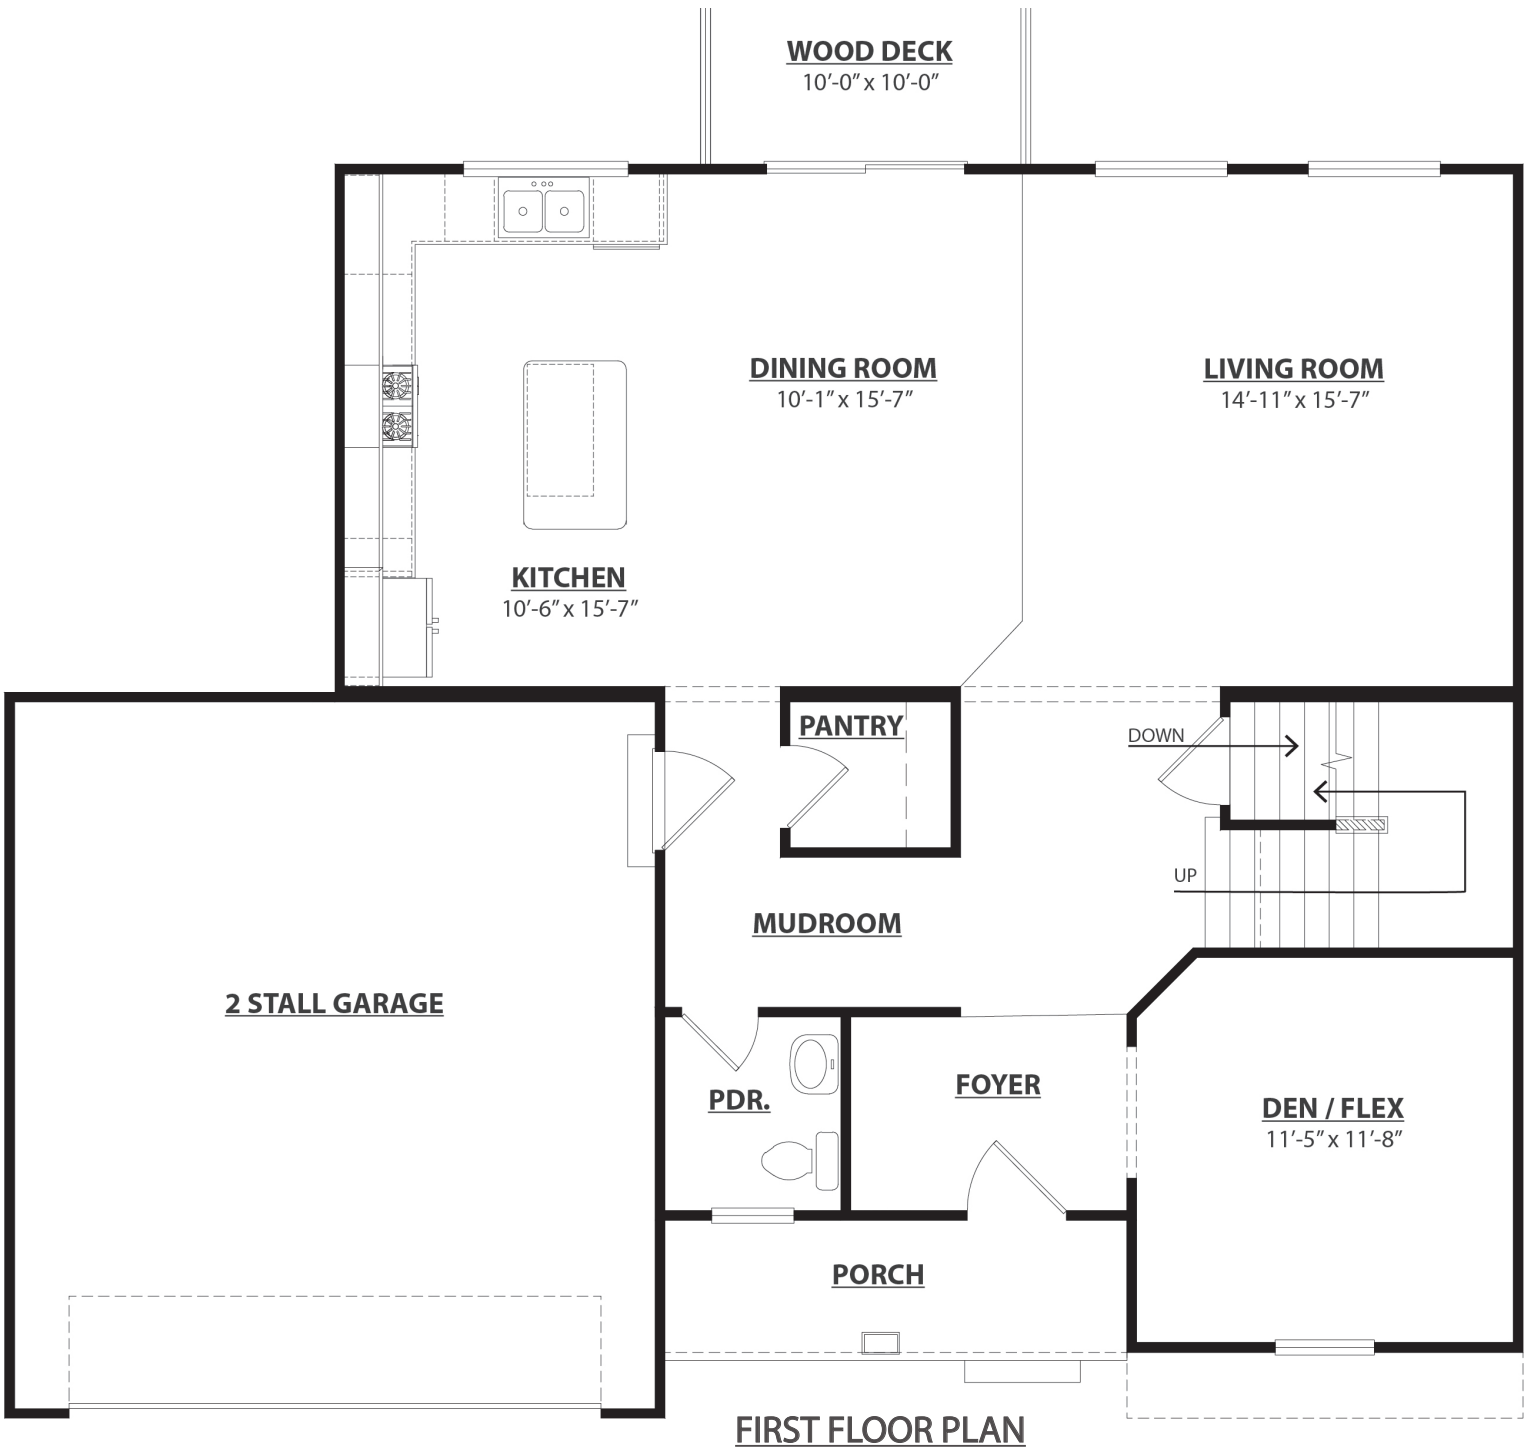 WOOD DECK
10’-0” x 10’-0”
DINING ROOM
10’-1” x 15’-7”
LIVING ROOM
14’-11” x 15’-7”
KITCHEN
10’-6” x 15’-7”
PANTRY
DOWN
UP
MUDROOM
2 STALL GARAGE
PDR.
FOYER
DEN / FLEX
11’-5” x 11’-8”
PORCH
FIRST FLOOR PLAN